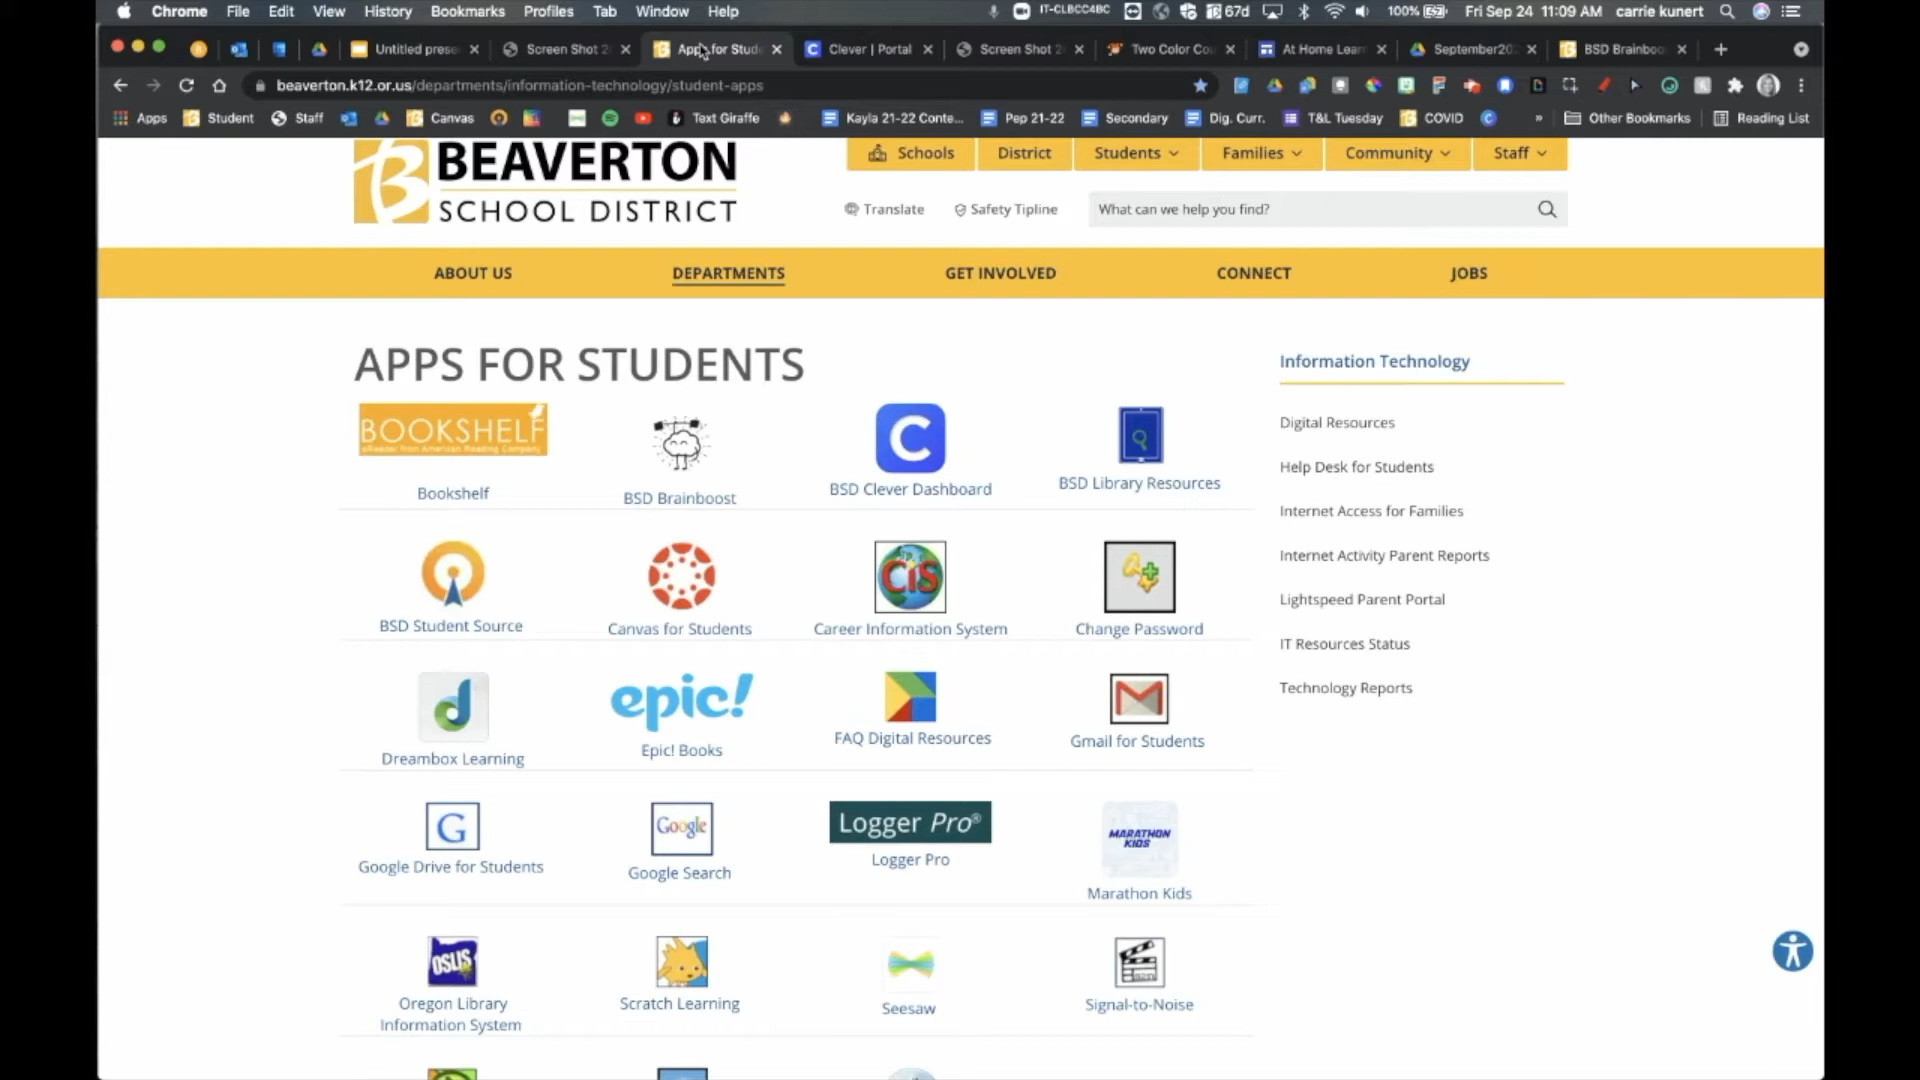 Chrome File Edit View History Bookmarks Profiles Tab Window Help IT-CLBCC4BC 67d 100% Fri Sep 24 11:09 AM carrie kunert
Untitled prese Screen Shot 2 Apps for Stud Clever | Portal Screen Shot 2 Two Color Co At Home Lear September20 BSD Brainboo
beaverton.k12.or.us/departments/information-technology/student-apps
Apps Student Staff Canvas Text Giraffe Kayla 21-22 Conte... Pep 21-22 Secondary Dig. Curr. T&L Tuesday COVID » Other Bookmarks Reading List
BEAVERTON
SCHOOL DISTRICT
Schools District Students Families Community Staff
Translate Safety Tipline What can we help you find?
ABOUT US DEPARTMENTS GET INVOLVED CONNECT JOBS
APPS FOR STUDENTS
BOOKSHELF
eReader from American Reading Company
Bookshelf BSD Brainboost BSD Clever Dashboard BSD Library Resources
CIS
BSD Student Source Canvas for Students Career Information System Change Password
epic!
Dreambox Learning Epic! Books FAQ Digital Resources Gmail for Students
G Google Logger Pro® MARATHON
KIDS
Google Drive for Students Google Search Logger Pro Marathon Kids
OSLIS
Oregon Library
Information System
Scratch Learning Seesaw Signal-to-Noise
Information Technology
Digital Resources
Help Desk for Students
Internet Access for Families
Internet Activity Parent Reports
Lightspeed Parent Portal
IT Resources Status
Technology Reports